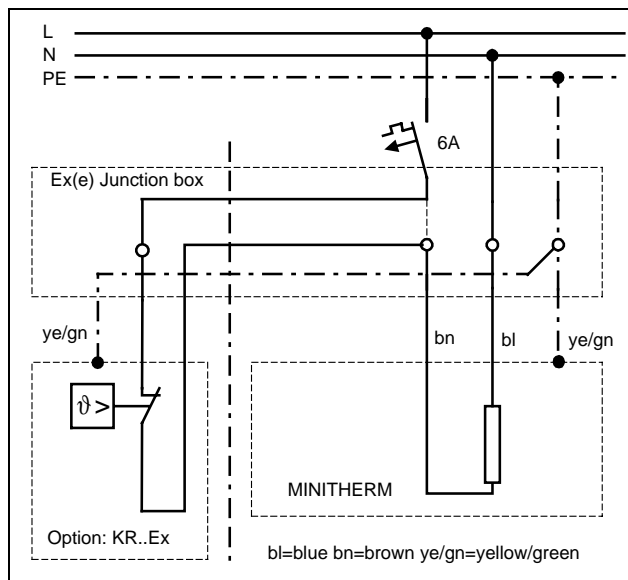 L
N
PE
6A
Ex(e) Junction box
ye/gn
bn
bl
ye/gn
ϑ >
MINITHERM
Option: KR..Ex
bl=blue bn=brown ye/gn=yellow/green